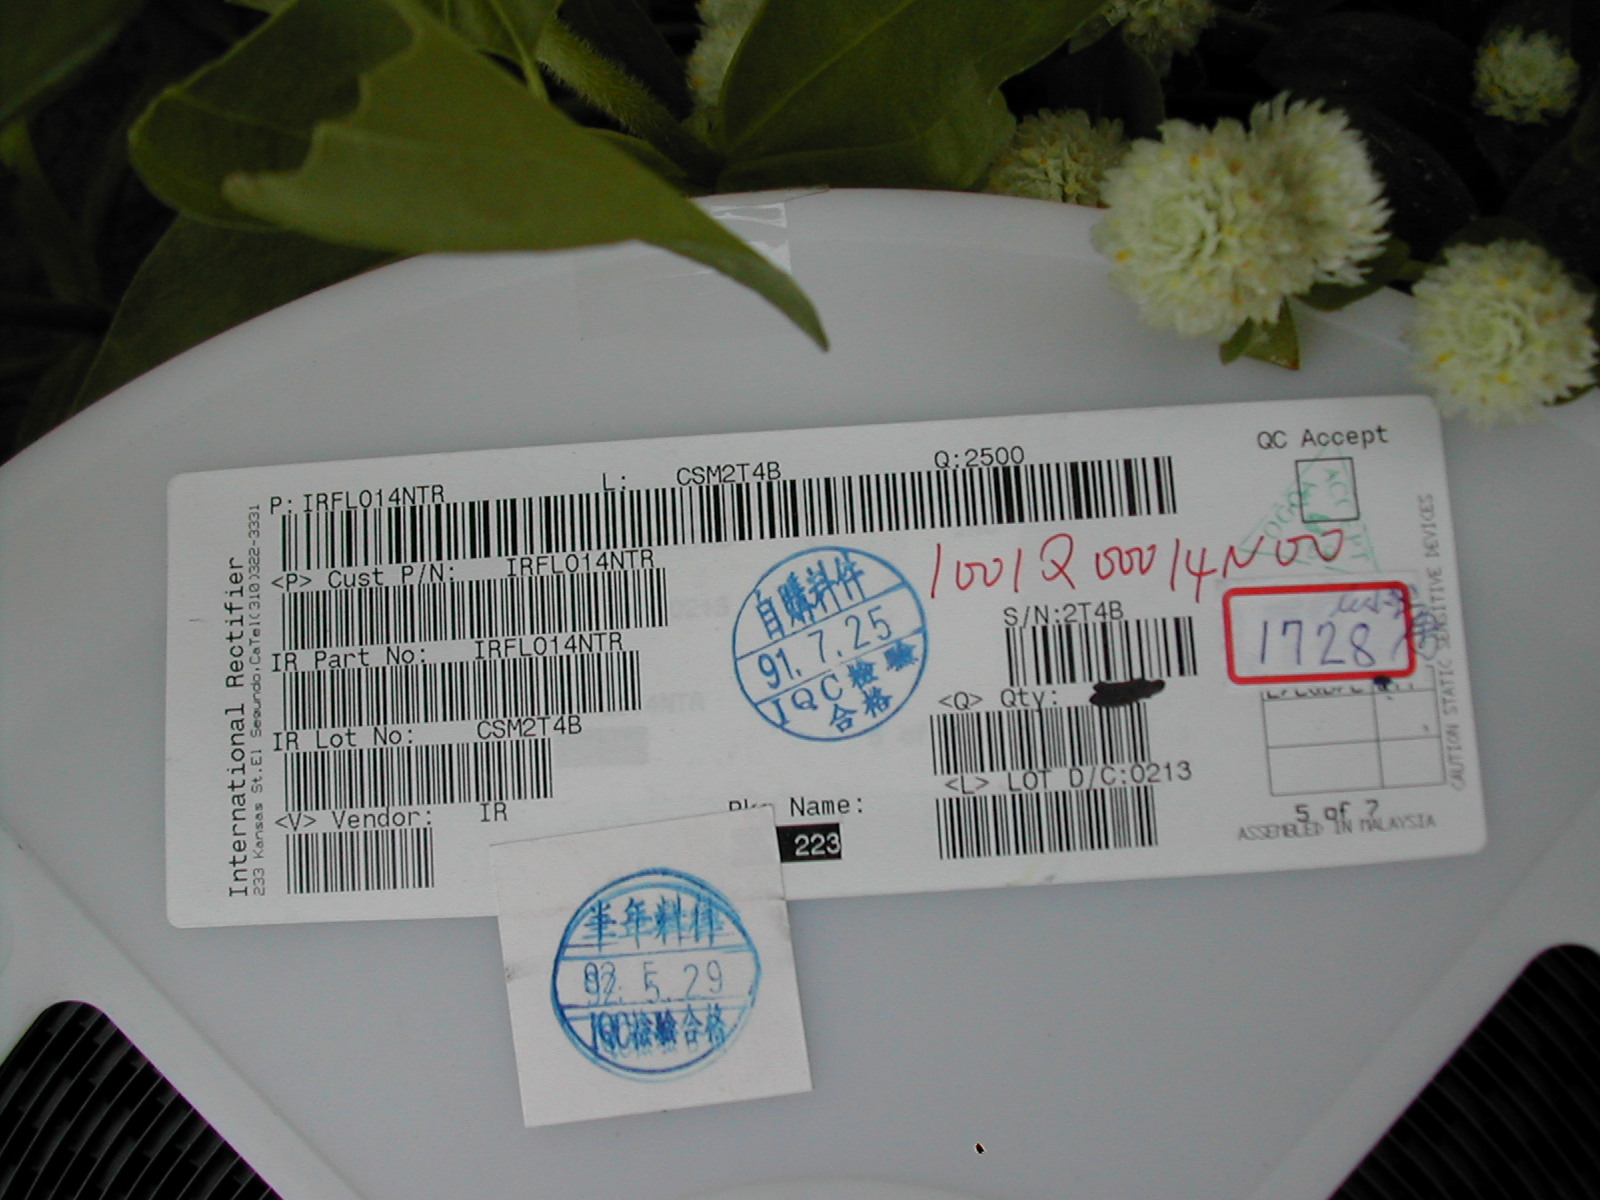 P: IRFL014NTR L: CSM2T4B Q:2500
QC Accept
<P> Cust P/N: IRFL014NTR
IR Part No: IRFL014NTR
IR Lot No: CSM2T4B
<V> Vendor: IR
International Rectifier
233 Kansas St.El Segundo,Ca Tel(310)322-3331
自購料件
91.7.25
IQC檢驗
合格
1001Q00014N00
S/N:2T4B
1728
<Q> Qty:
<L> LOT D/C:0213
Name:
223
5 of 7
ASSEMBLED IN MALAYSIA
CAUTION STATIC SENSITIVE DEVICES
半年料件
92.5.29
IQC檢驗合格